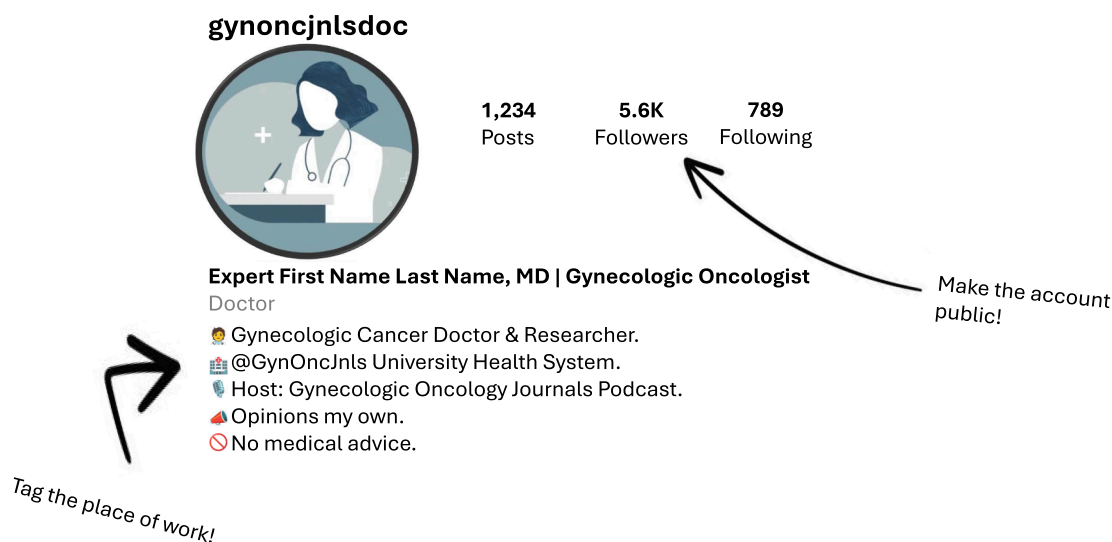 gynoncjnlsdoc
1,234 5.6K 789
Posts Followers Following
Expert First Name Last Name, MD | Gynecologic Oncologist
Doctor
Gynecologic Cancer Doctor & Researcher.
@GynOncJnls University Health System.
Host: Gynecologic Oncology Journals Podcast.
Opinions my own.
No medical advice.
Make the account
public!
Tag the place of work!